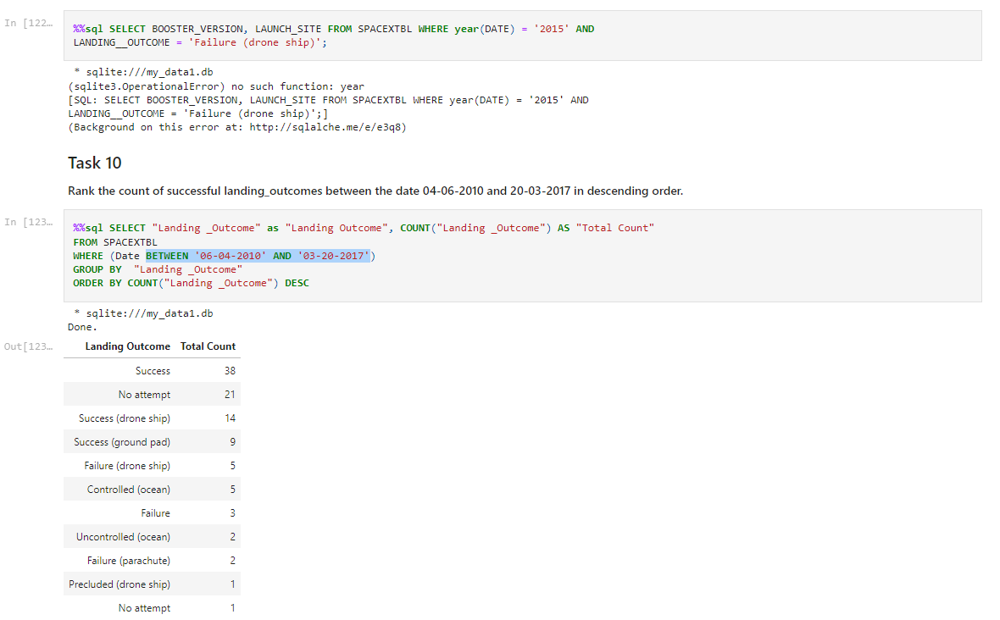 In [122…
%%sql SELECT BOOSTER_VERSION, LAUNCH_SITE FROM SPACEXTBL WHERE year(DATE) = '2015' AND
LANDING__OUTCOME = 'Failure (drone ship)';
* sqlite:///my_data1.db
(sqlite3.OperationalError) no such function: year
[SQL: SELECT BOOSTER_VERSION, LAUNCH_SITE FROM SPACEXTBL WHERE year(DATE) = '2015' AND
LANDING__OUTCOME = 'Failure (drone ship)';]
(Background on this error at: http://sqlalche.me/e/e3q8)
Task 10
Rank the count of successful landing_outcomes between the date 04-06-2010 and 20-03-2017 in descending order.
In [123…
%%sql SELECT "Landing _Outcome" as "Landing Outcome", COUNT("Landing _Outcome") AS "Total Count"
FROM SPACEXTBL
WHERE (Date BETWEEN '06-04-2010' AND '03-20-2017')
GROUP BY  "Landing _Outcome"
ORDER BY COUNT("Landing _Outcome") DESC
* sqlite:///my_data1.db
Done.
Out[123…
Landing Outcome Total Count
Success 38
No attempt 21
Success (drone ship) 14
Success (ground pad) 9
Failure (drone ship) 5
Controlled (ocean) 5
Failure 3
Uncontrolled (ocean) 2
Failure (parachute) 2
Precluded (drone ship) 1
No attempt 1